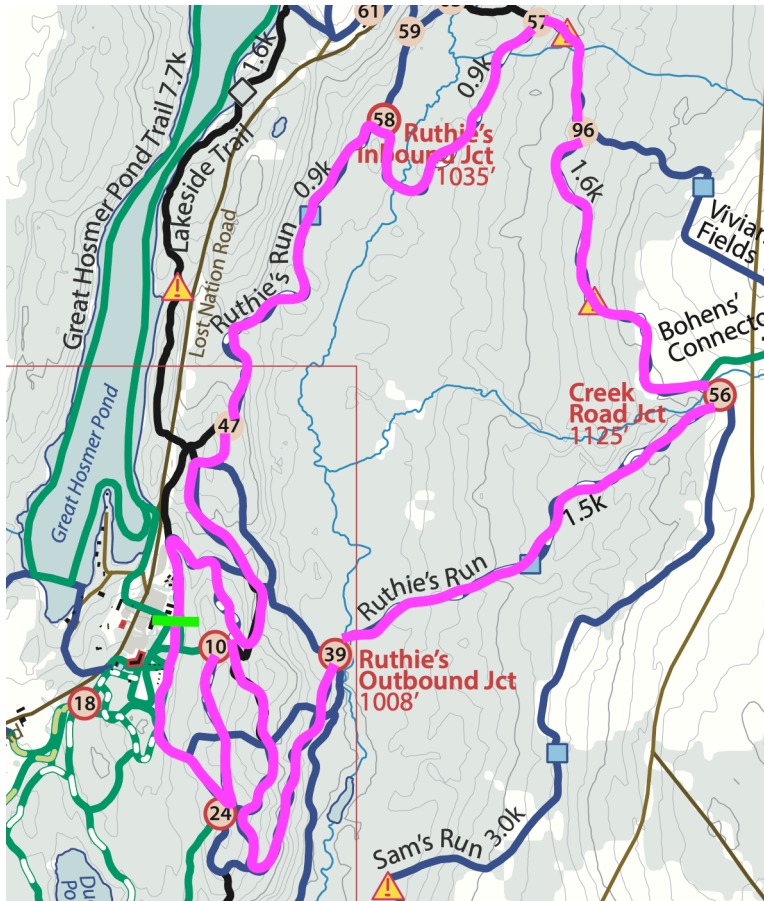 61
59
57
1.6k
Great Hosmer Pond Trail 7.7k
0.9k
58
Ruthie's
Inbound Jct
1035'
96
Lakeside Trail
0.9k
1.6k
Vivian
Fields
Lost Nation Road
Ruthie's Run
Bohens'
Connecto
Creek
Road Jct
1125'
56
Great Hosmer Pond
47
1.5k
Ruthie's Run
10
39
Ruthie's
Outbound Jct
1008'
18
24
Sam's Run 3.0k
Du
Po